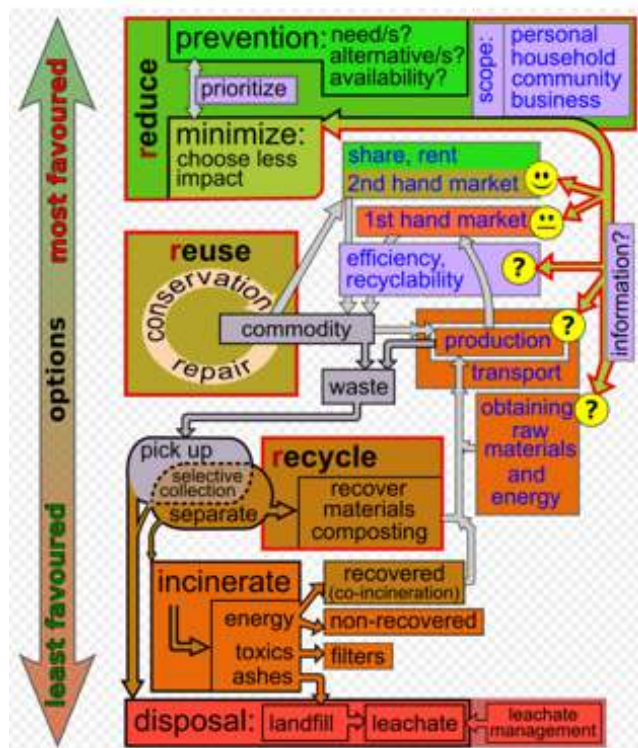 prevention:
need/s?
alternative/s?
availability?
scope:
personal
household
community
business
prioritize
reduce
minimize:
choose less
impact
share, rent
2nd hand market
1st hand market
efficiency,
recyclability
?
information?
reuse
conservation
repair
commodity
production
?
transport
waste
obtaining
raw
materials
and
energy
?
pick up
selective
collection
separate
recycle
recover
materials
composting
incinerate
energy
toxics
ashes
recovered
(co-incineration)
non-recovered
filters
disposal:
landfill
leachate
leachate
management
most favoured
options
least favoured